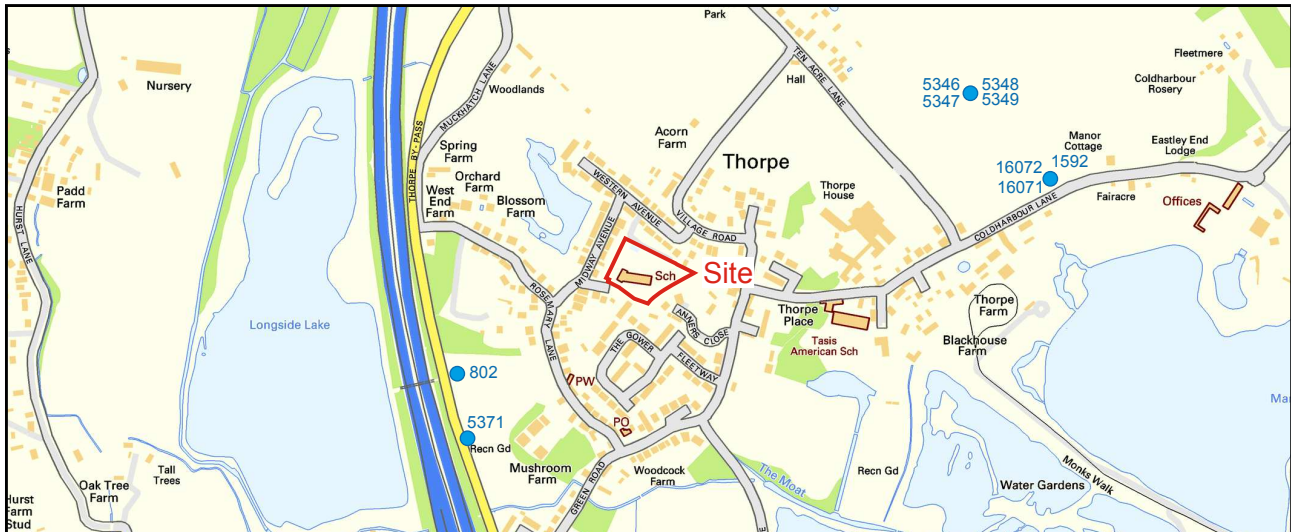 Park
Fleetmere
Nursery
Woodlands
MUCKHATCH LANE
TEN ACRE LANE
Hall
5346 5348
5347 5349
Coldharbour
Rosery
THORPE BY-PASS
Spring
Farm
Acorn
Farm
Thorpe
Manor
Cottage
Eastley End
Lodge
16072 1592
16071
Padd
Farm
Orchard
Farm
West
End
Farm
Blossom
Farm
WESTERN AVENUE
Thorpe
House
Fairacre
Offices
HURST LANE
VILLAGE ROAD
COLDHARBOUR LANE
MIDWAY AVENUE
Sch
Site
ROSEMARY LANE
Longside Lake
ANNERS CLOSE
Thorpe
Place
Thorpe
Farm
Tasis
American Sch
Blackhouse
Farm
THE GOWER
FLEETWAY
802
PW
5371
PO
Recn Gd
Mushroom
Farm
Woodcock
Farm
GREEN ROAD
The Moat
Recn Gd
Monks Walk
Water Gardens
Tall
Trees
Oak Tree
Farm
Hurst
Farm
Stud